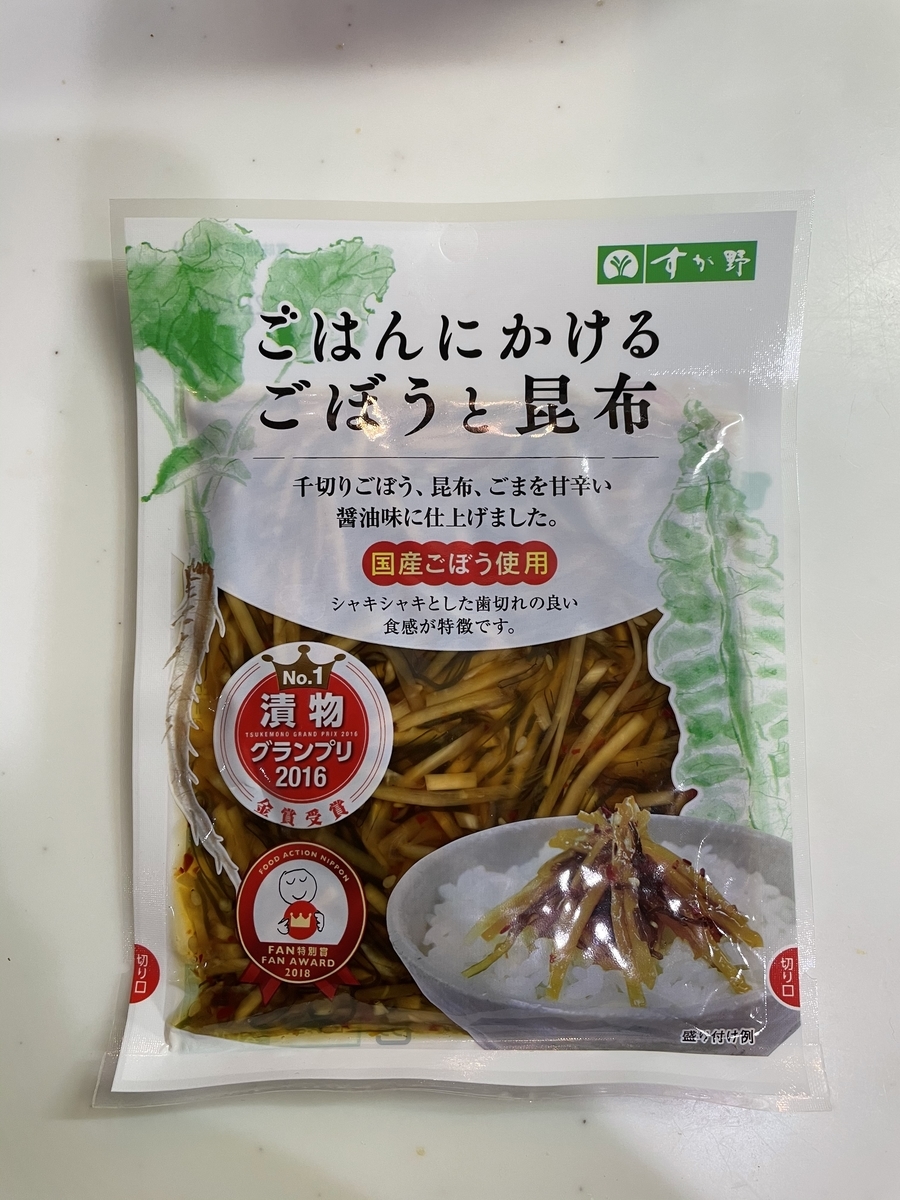 すが野
ごはんにかける
ごぼうと昆布
千切りごぼう、昆布、ごまを甘辛い
醤油味に仕上げました。
国産ごぼう使用
シャキシャキとした歯切れの良い
食感が特徴です。
No.1
漬物
TSUKEMONO GRAND PRIX 2016
グランプリ
2016
金賞受賞
FOOD ACTION NIPPON
FAN特別賞
FAN AWARD
2018
切り口
切り口
盛り付け例